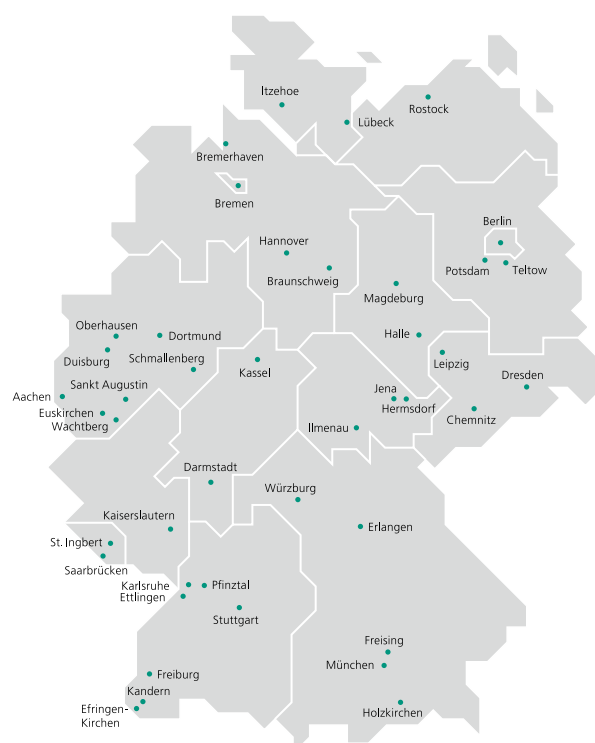 Itzehoe
Rostock
Lübeck
Bremerhaven
Bremen
Berlin
Hannover
Potsdam
Teltow
Braunschweig
Magdeburg
Oberhausen
Dortmund
Halle
Duisburg
Schmallenberg
Kassel
Leipzig
Dresden
Sankt Augustin
Jena
Aachen
Hermsdorf
Euskirchen
Chemnitz
Wachtberg
Ilmenau
Darmstadt
Würzburg
Kaiserslautern
Erlangen
St. Ingbert
Saarbrücken
Karlsruhe
Pfinztal
Ettlingen
Stuttgart
Freising
München
Freiburg
Kandern
Efringen-
Kirchen
Holzkirchen